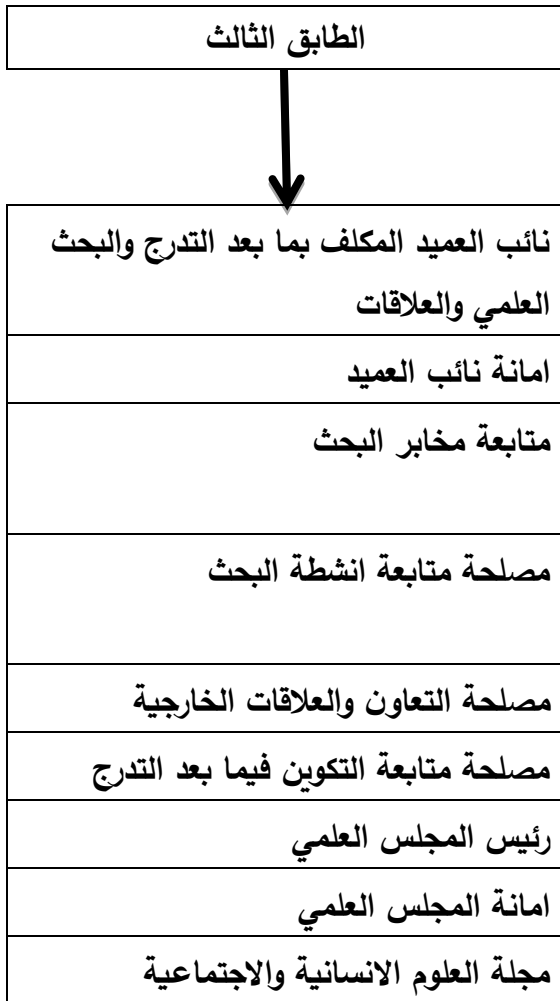 الطابق الثالث
نائب العميد المكلف بما بعد التدرج والبحث
العلمي والعلاقات
امانة نائب العميد
متابعة مخابر البحث
مصلحة متابعة انشطة البحث
مصلحة التعاون والعلاقات الخارجية
مصلحة متابعة التكوين فيما بعد التدرج
رئيس المجلس العلمي
امانة المجلس العلمي
مجلة العلوم الانسانية والاجتماعية